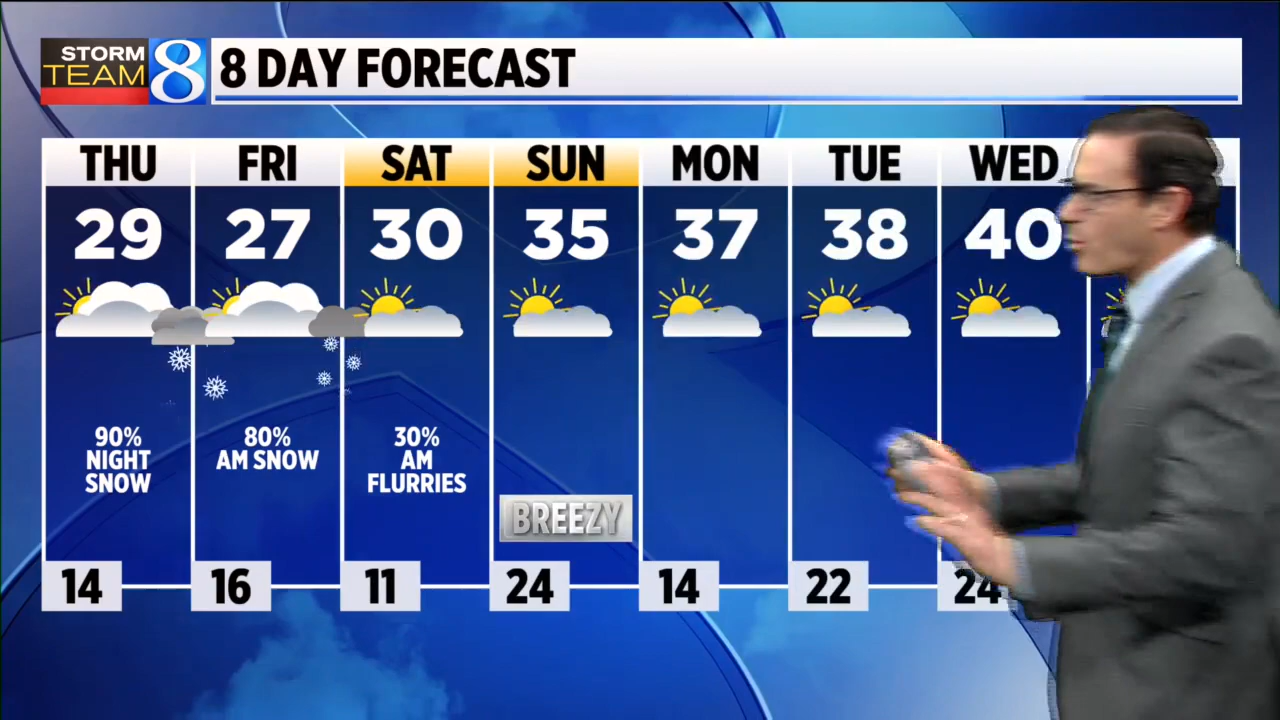 STORM
TEAM 8
8 DAY FORECAST
THU FRI SAT SUN MON TUE WED
29 27 30 35 37 38 40
90%
NIGHT
SNOW
80%
AM SNOW
30%
AM
FLURRIES
BREEZY
14 16 11 24 14 22 24